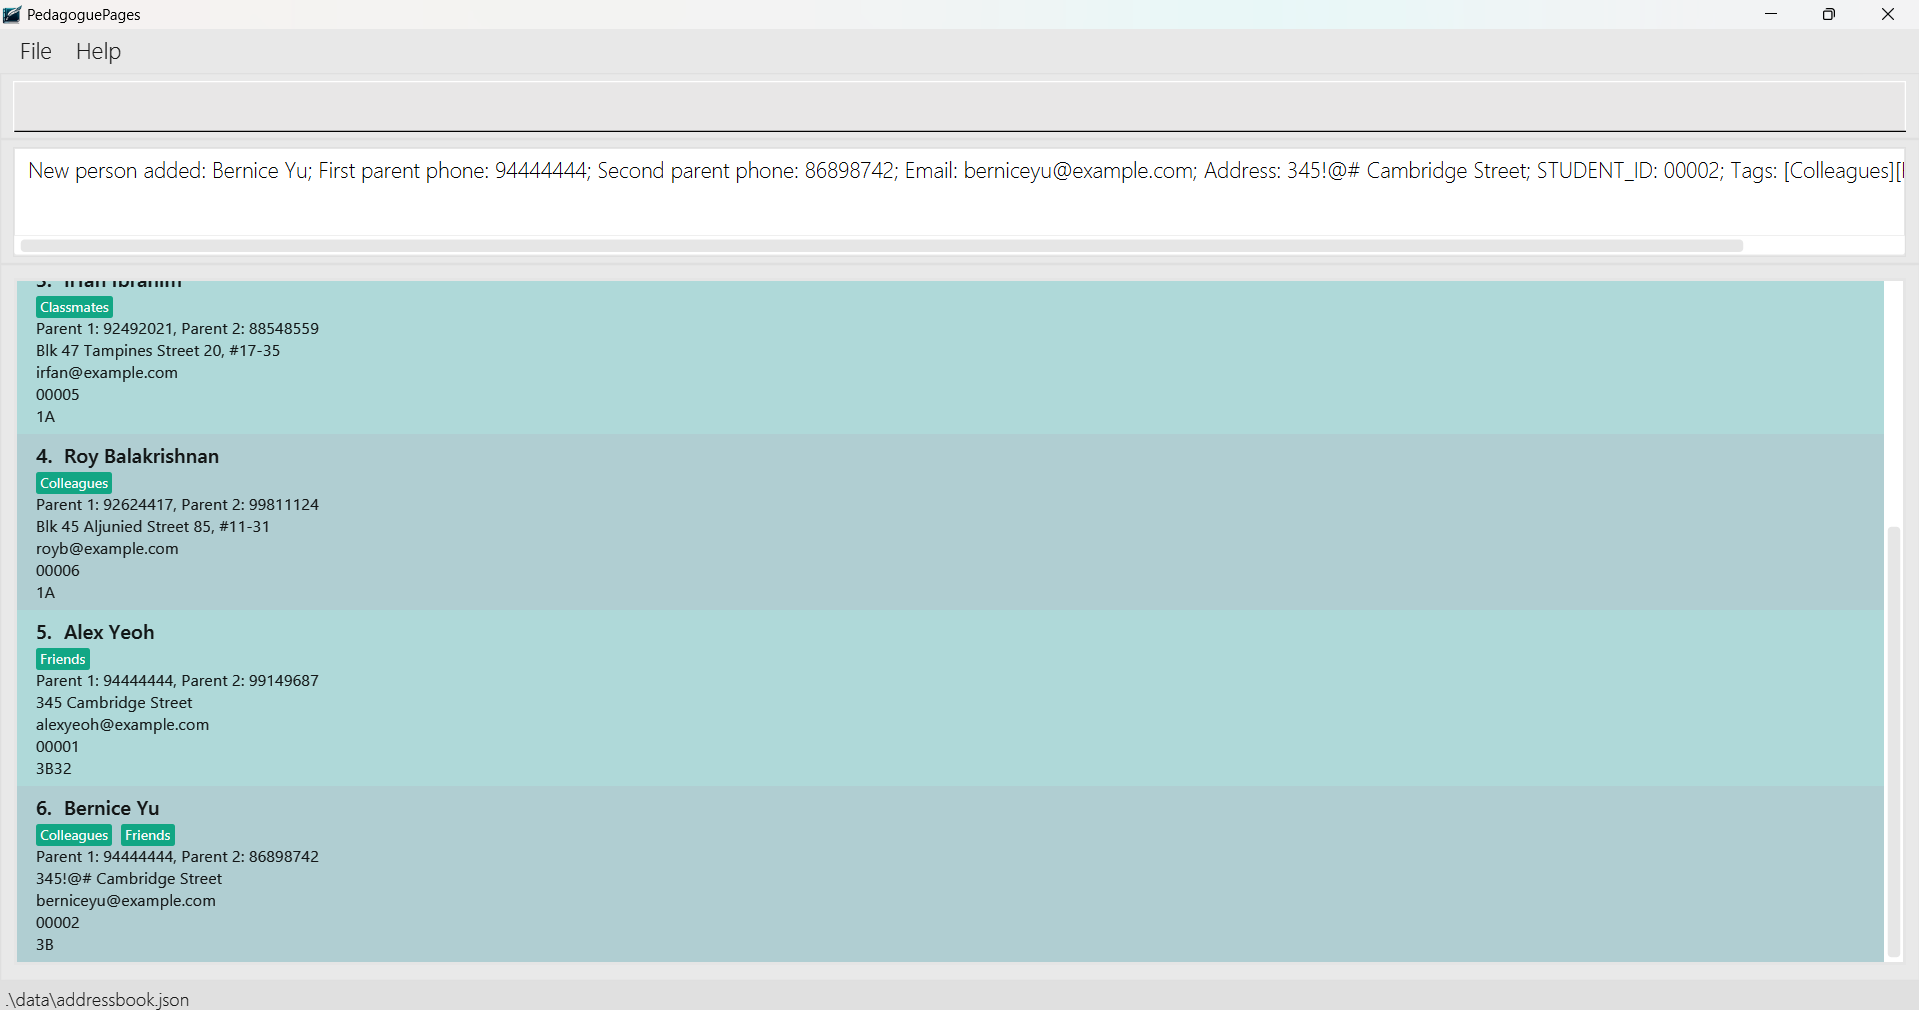 PedagoguePages
File Help
New person added: Bernice Yu; First parent phone: 94444444; Second parent phone: 86898742; Email: berniceyu@example.com; Address: 345!@# Cambridge Street; STUDENT_ID: 00002; Tags: [Colleagues][
3. Irfan Ibrahim
Classmates
Parent 1: 92492021, Parent 2: 88548559
Blk 47 Tampines Street 20, #17-35
irfan@example.com
00005
1A
4. Roy Balakrishnan
Colleagues
Parent 1: 92624417, Parent 2: 99811124
Blk 45 Aljunied Street 85, #11-31
royb@example.com
00006
1A
5. Alex Yeoh
Friends
Parent 1: 94444444, Parent 2: 99149687
345 Cambridge Street
alexyeoh@example.com
00001
3B32
6. Bernice Yu
Colleagues Friends
Parent 1: 94444444, Parent 2: 86898742
345!@# Cambridge Street
berniceyu@example.com
00002
3B
.\data\addressbook.json